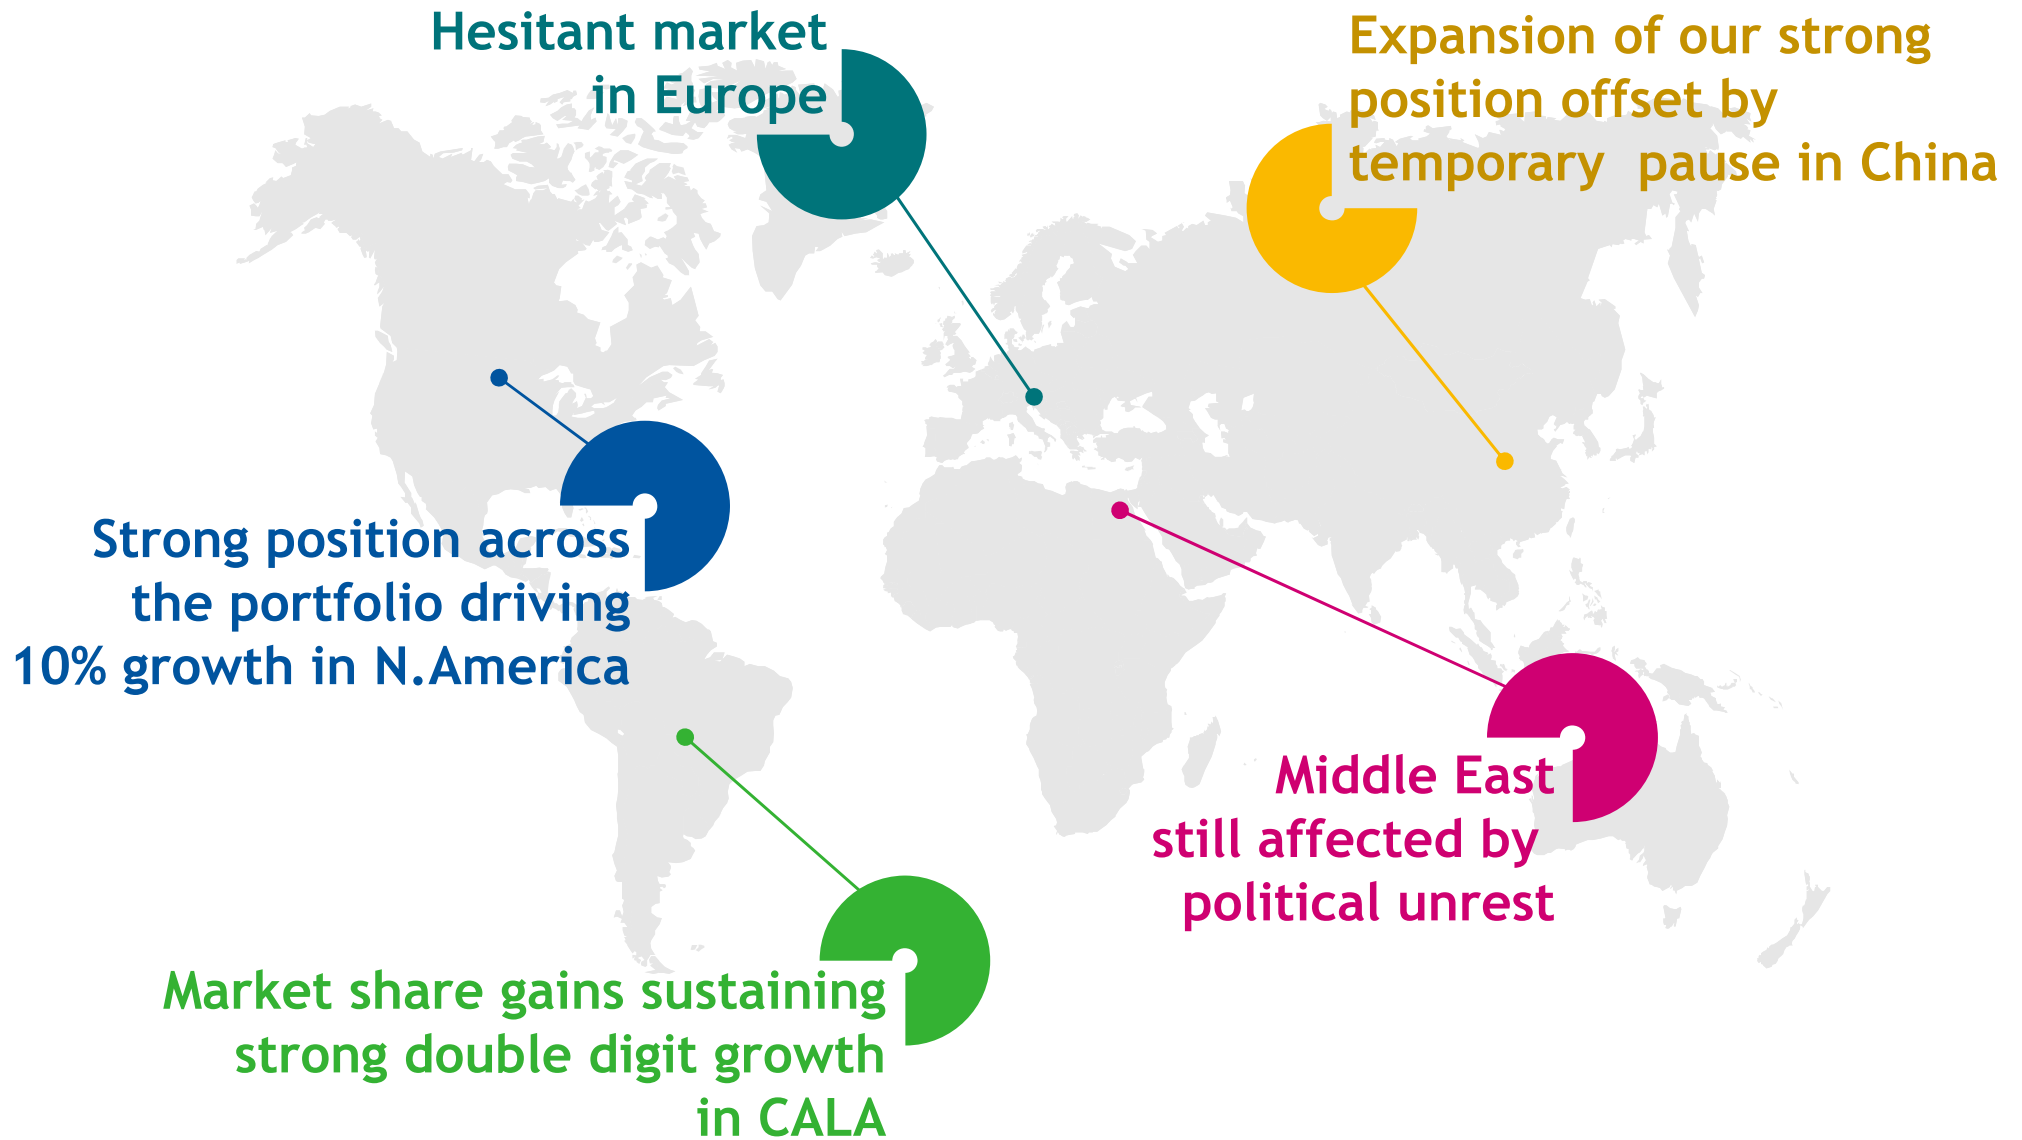 Hesitant market
in Europe
Expansion of our strong
position offset by
temporary  pause in China
Strong position across
the portfolio driving
10% growth in N.America
Middle East
still affected by
political unrest
Market share gains sustaining
strong double digit growth
in CALA